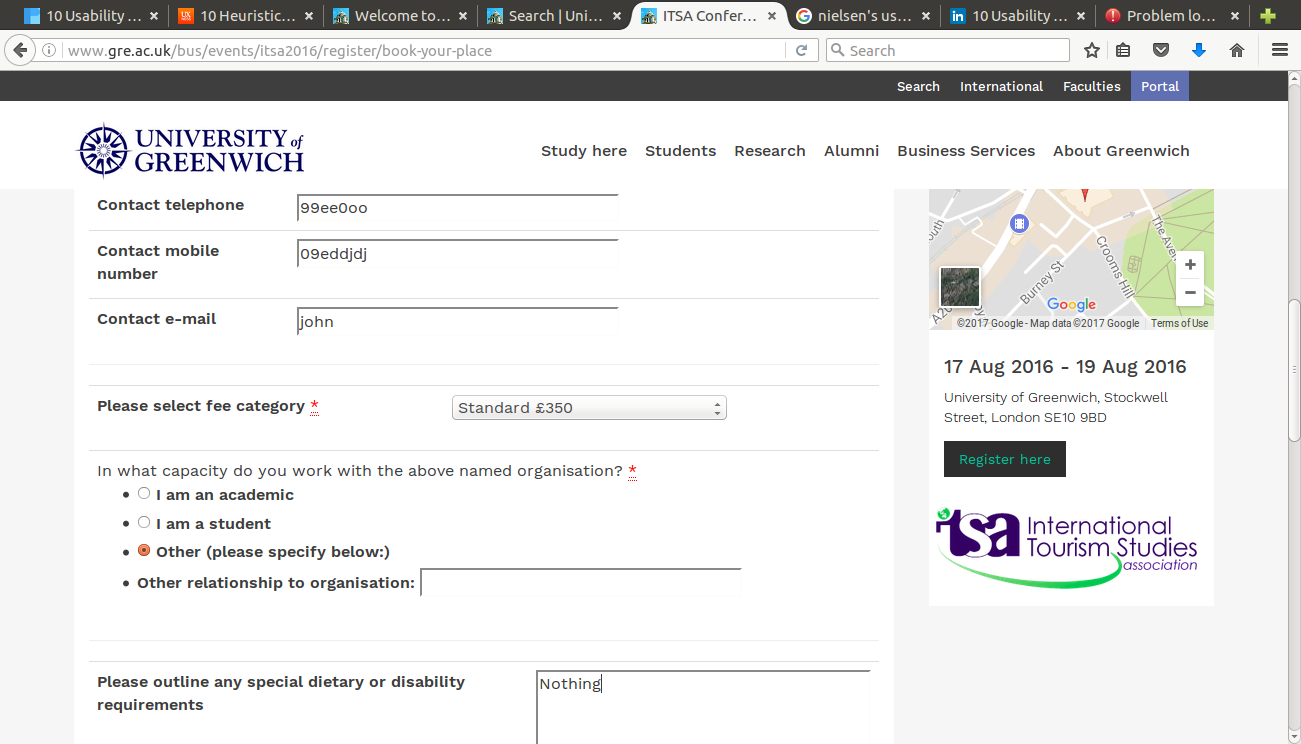 10 Usability ...
10 Heuristic...
Welcome to...
Search | Uni...
ITSA Confer...
nielsen's us...
10 Usability ...
Problem lo...
www.gre.ac.uk/bus/events/itsa2016/register/book-your-place
Search
Search International Faculties Portal
UNIVERSITY of
GREENWICH
Study here Students Research Alumni Business Services About Greenwich
Contact telephone 99ee0oo
Contact mobile
number
09eddjdj
Contact e-mail john
Please select fee category * Standard £350
In what capacity do you work with the above named organisation? *
I am an academic
I am a student
Other (please specify below:)
Other relationship to organisation:
Please outline any special dietary or disability
requirements
Nothing
outh
Burney St
Crooms Hill
The Aven
A20
Google
©2017 Google - Map data ©2017 Google Terms of Use
17 Aug 2016 - 19 Aug 2016
University of Greenwich, Stockwell
Street, London SE10 9BD
Register here
itsa International
Tourism Studies
association